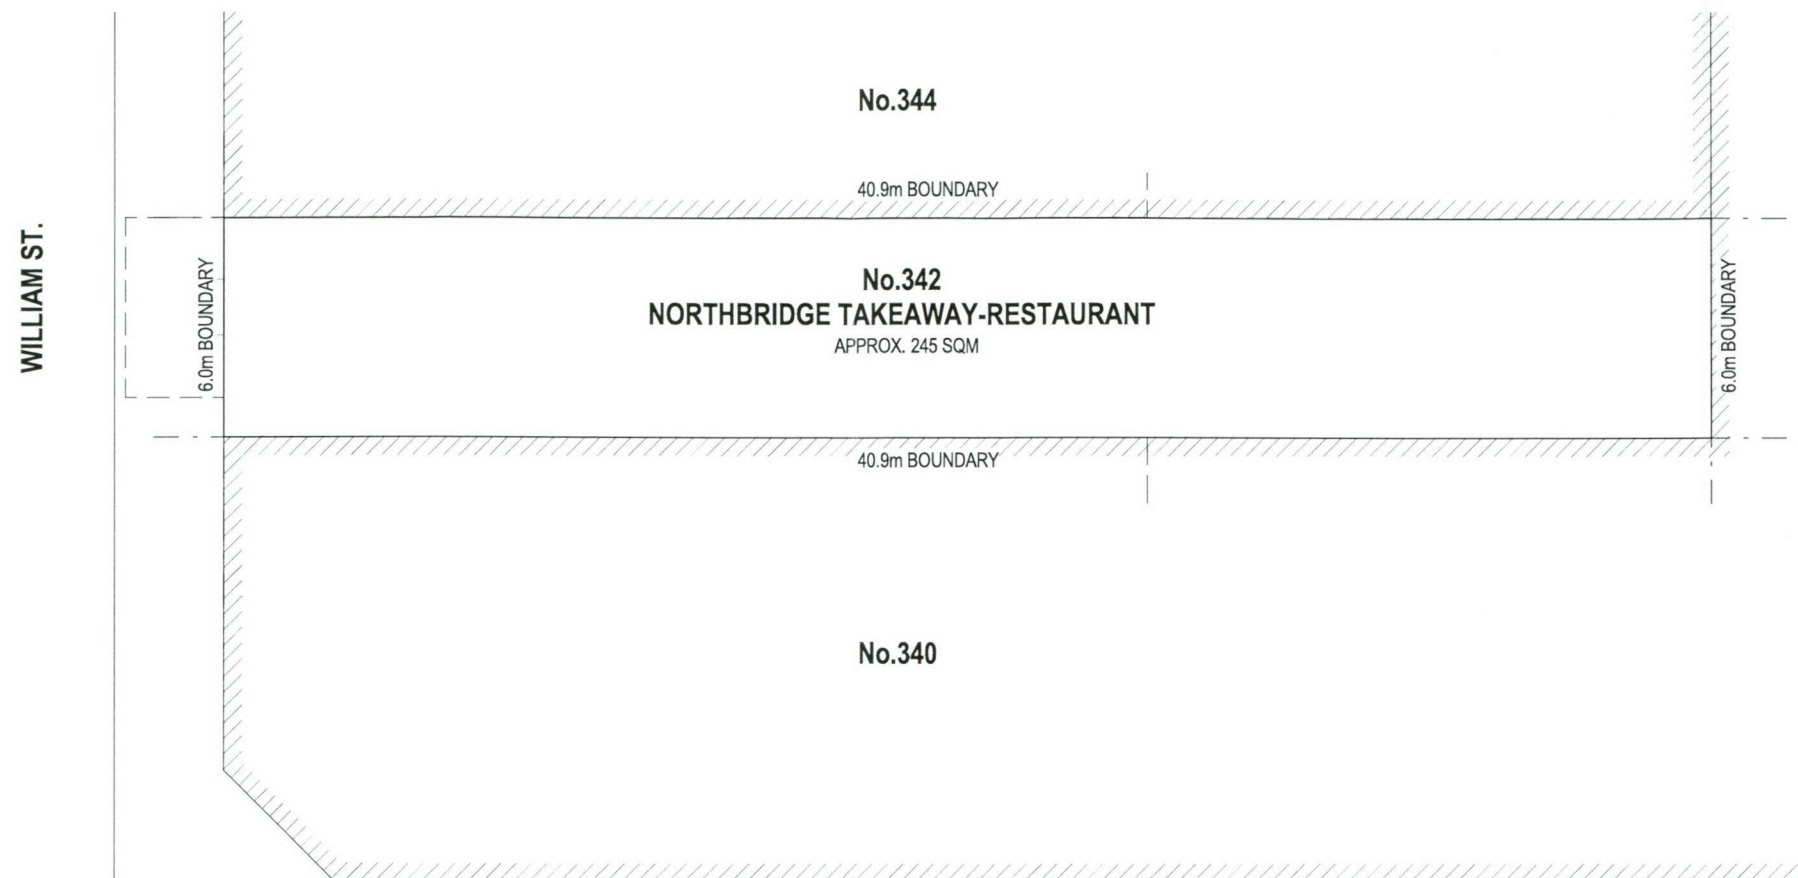 No.344
40.9m BOUNDARY
WILLIAM ST.
6.0m BOUNDARY
No.342
NORTHBRIDGE TAKEAWAY-RESTAURANT
APPROX. 245 SQM
6.0m BOUNDARY
40.9m BOUNDARY
No.340